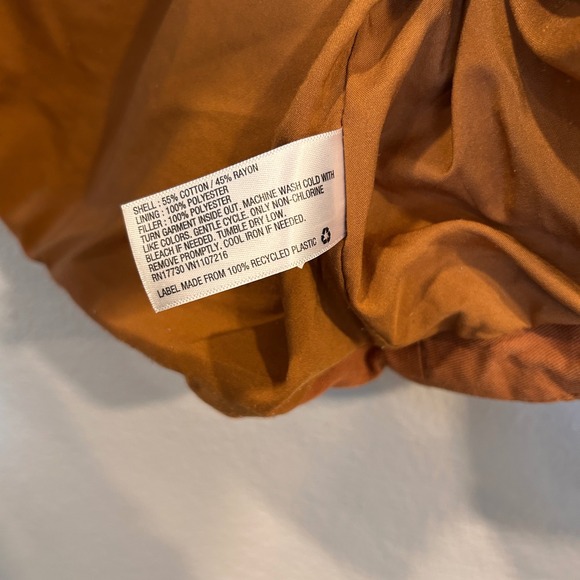 SHELL : 55% COTTON / 45% RAYON
LINING : 100% POLYESTER
FILLER : 100% POLYESTER
TURN GARMENT INSIDE OUT. MACHINE WASH COLD WITH
LIKE COLORS. GENTLE CYCLE. ONLY NON-CHLORINE
BLEACH IF NEEDED. TUMBLE DRY LOW.
REMOVE PROMPTLY. COOL IRON IF NEEDED.
RN17730 VN1107216
LABEL MADE FROM 100% RECYCLED PLASTIC